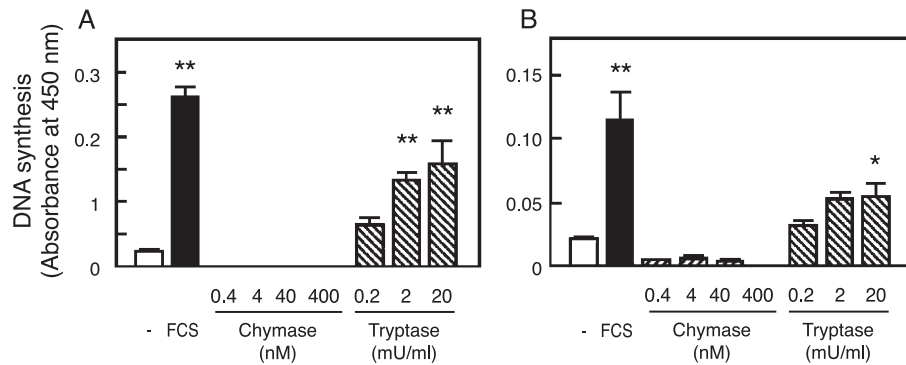 A
DNA synthesis
(Absorbance at 450 nm)
0.3
0.2
1
0
**
**
**
0.4 4 40 400 0.2 2 20
- FCS Chymase Tryptase
(nM) (mU/ml)
B
0.15
0.10
0.05
0
**
*
0.4 4 40 400 0.2 2 20
- FCS Chymase Tryptase
(nM) (mU/ml)